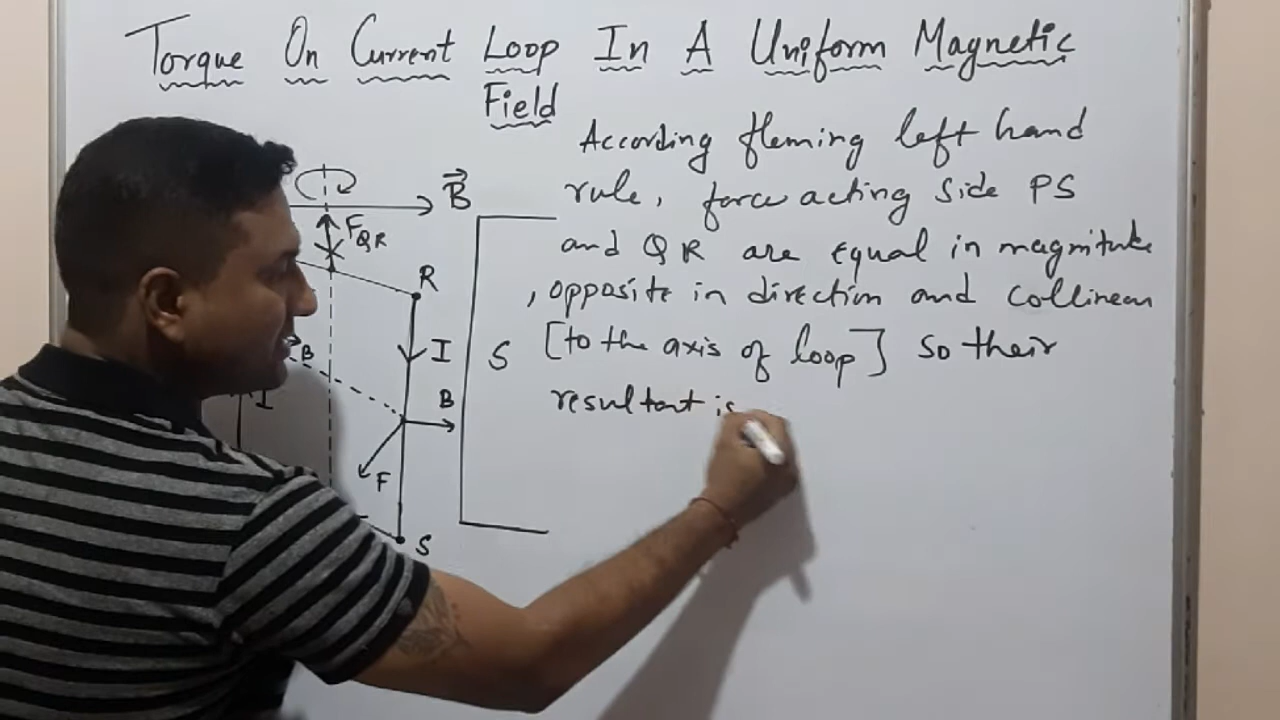 Torque On Current Loop In A Uniform Magnetic
Field
According fleming left hand
rule, force acting side PS
and QR are equal in magnitude
, opposite in direction and collinear
[to the axis of loop] so their
resultant is
B
F QR
R
I
S
B
B
I
F
S